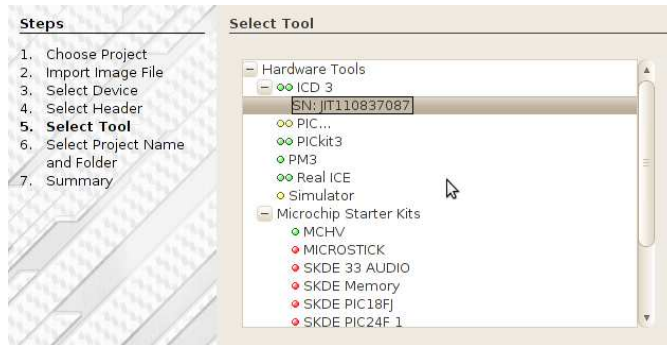 Steps
1. Choose Project
2. Import Image File
3. Select Device
4. Select Header
5. Select Tool
6. Select Project Name
and Folder
7. Summary
Select Tool
Hardware Tools
ICD 3
SN: JIT110837087
PIC...
PICkit3
PM3
Real ICE
Simulator
Microchip Starter Kits
MCHV
MICROSTICK
SKDE 33 AUDIO
SKDE Memory
SKDE PIC18FJ
SKDE PIC24F 1